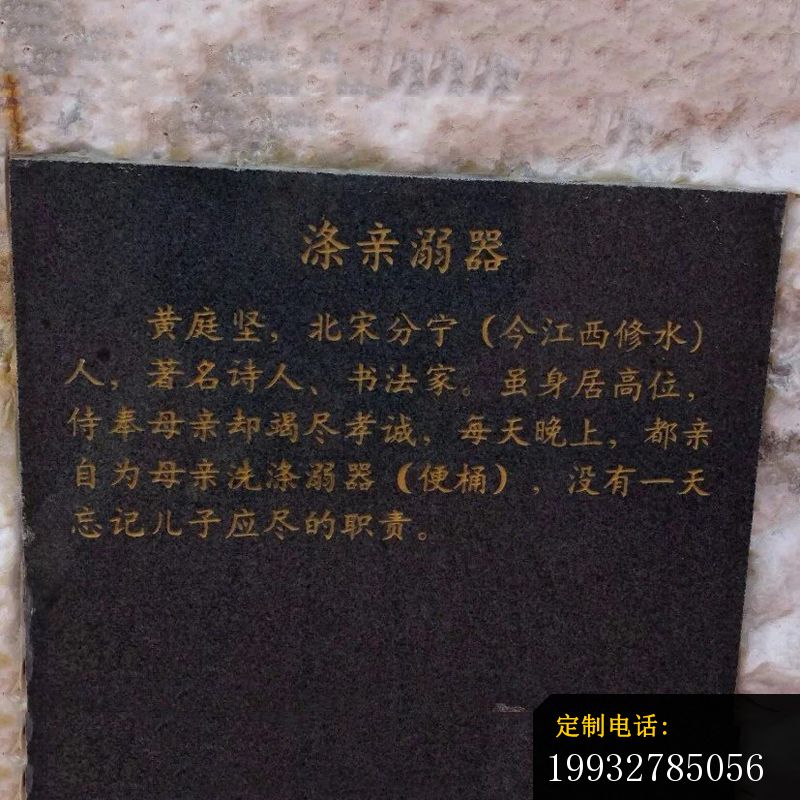 涤亲溺器
黄庭坚，北宋分宁（今江西修水）
人，著名诗人、书法家。虽身居高位，
侍奉母亲却竭尽孝诚，每天晚上，都亲
自为母亲洗涤溺器（便桶），没有一天
忘记儿子应尽的职责。
定制电话：
19932785056